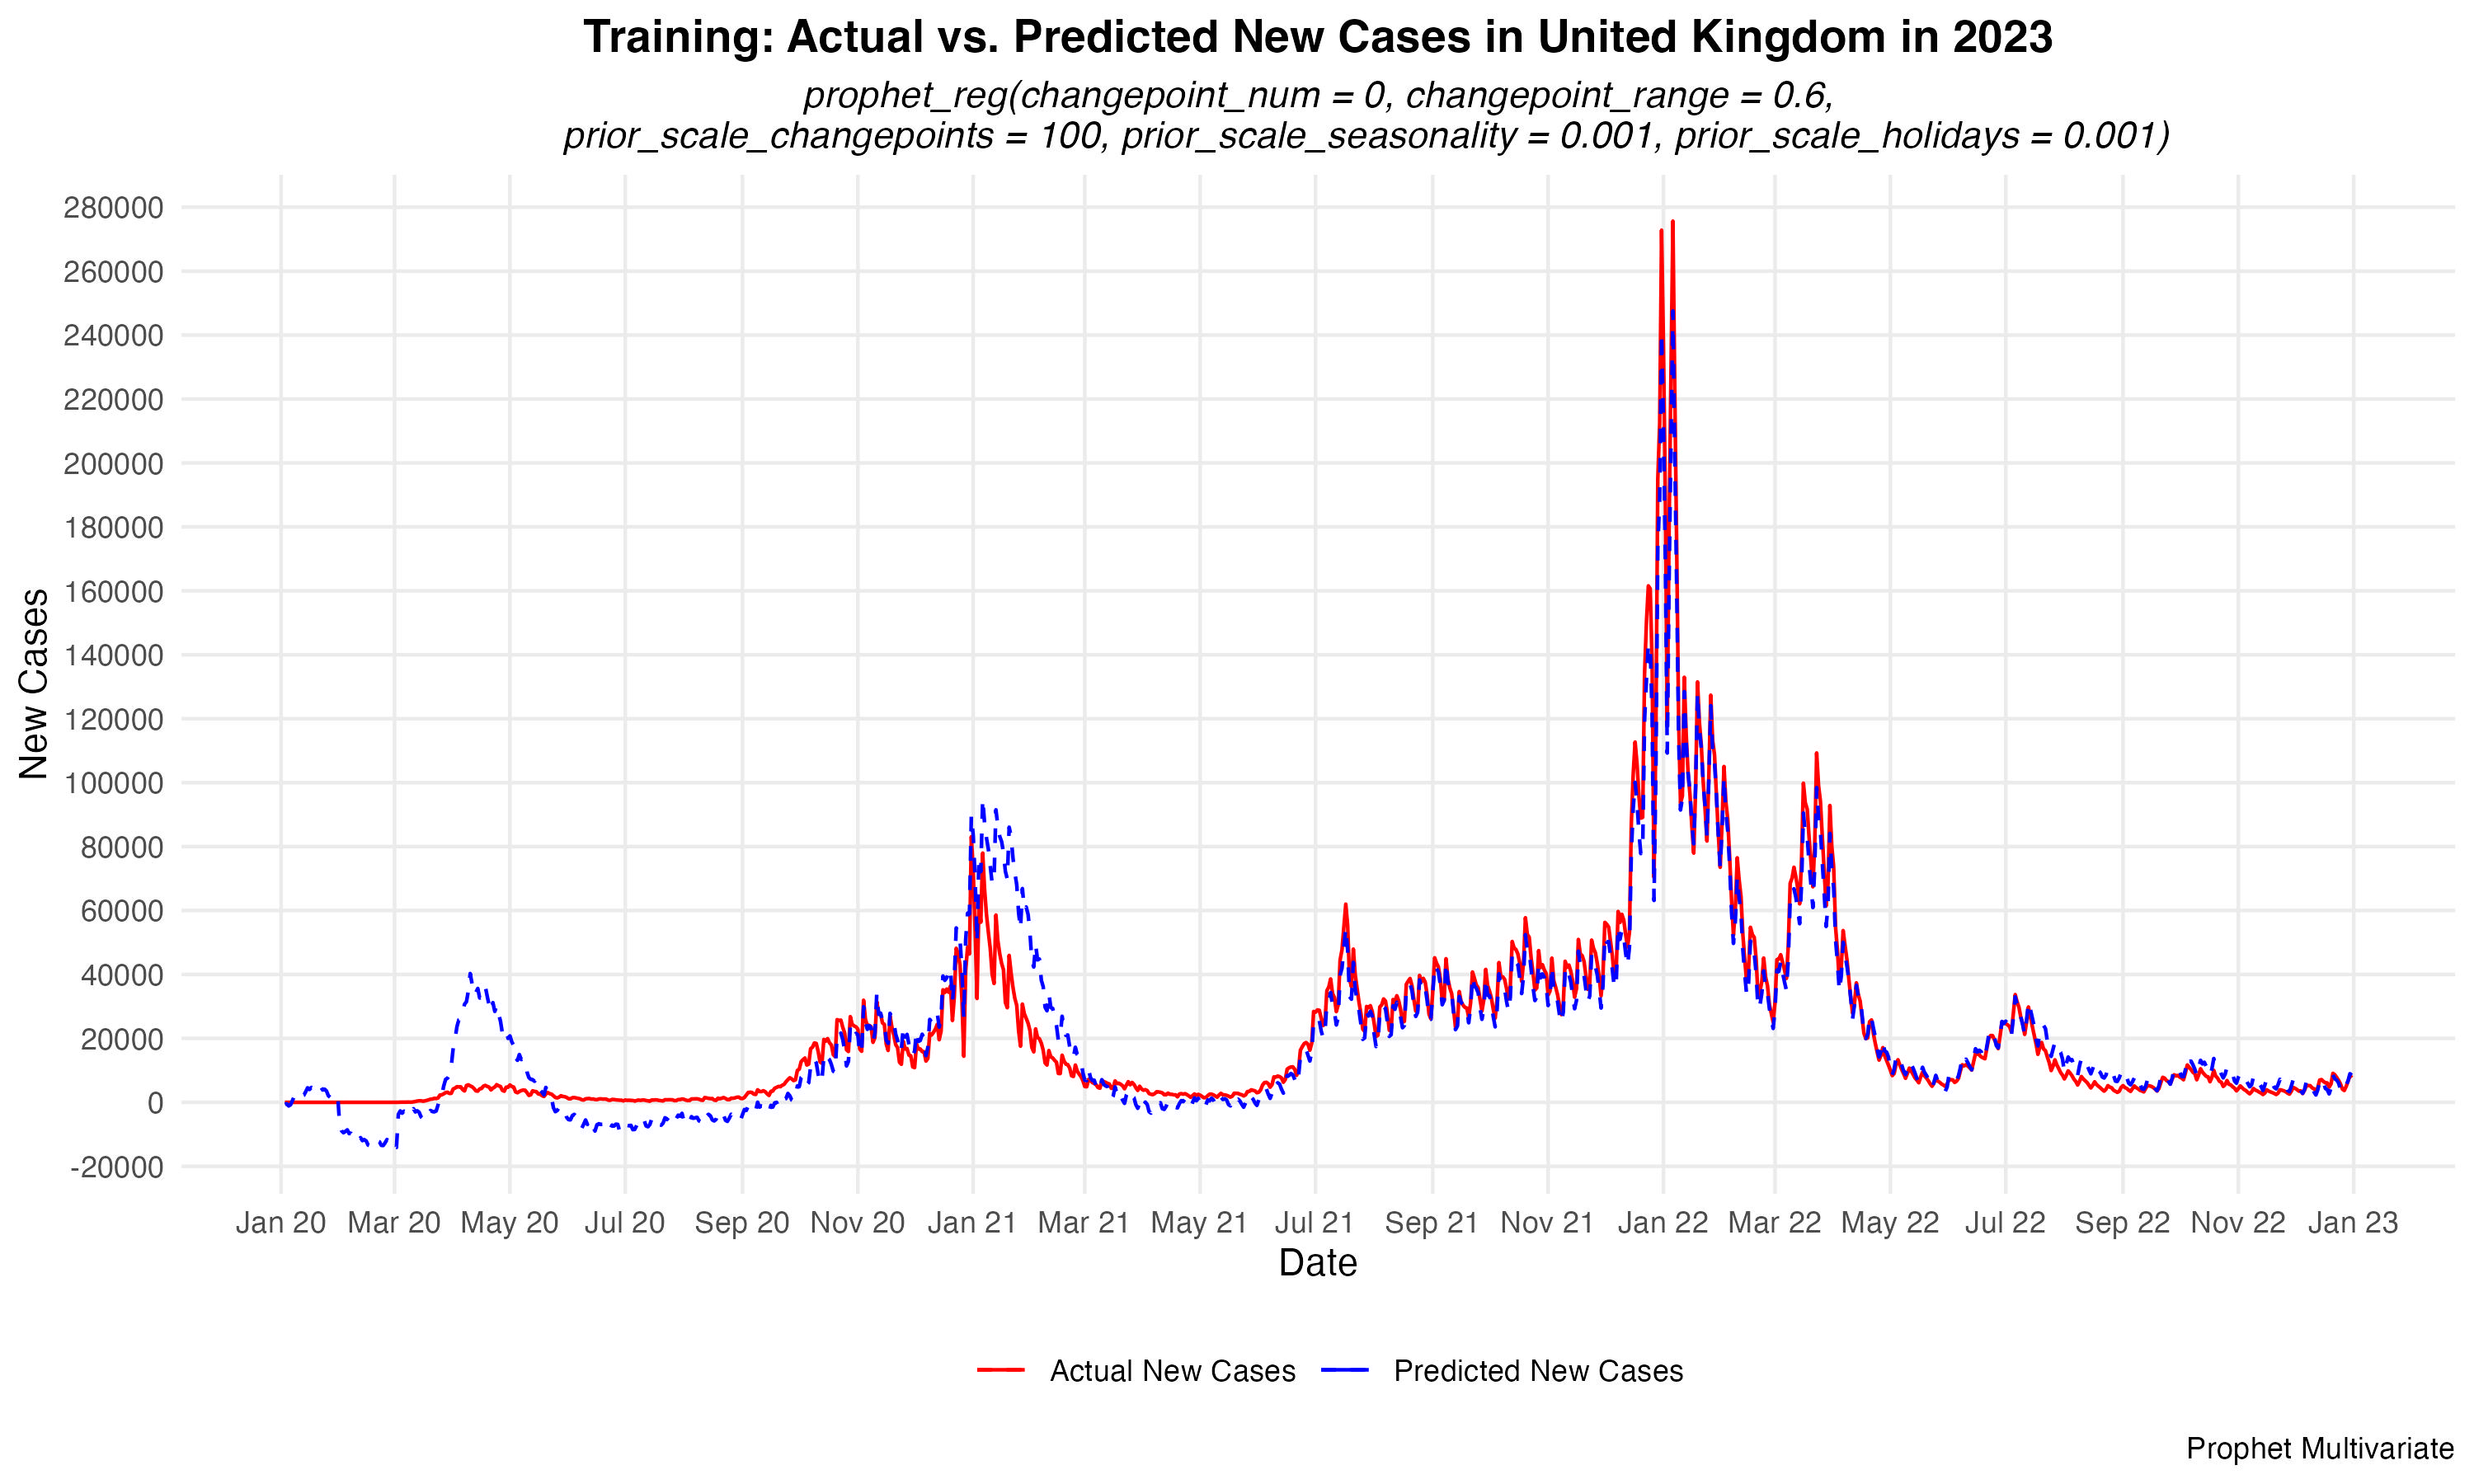 Training: Actual vs. Predicted New Cases in United Kingdom in 2023
prophet_reg(changepoint_num = 0, changepoint_range = 0.6,
prior_scale_changepoints = 100, prior_scale_seasonality = 0.001, prior_scale_holidays = 0.001)
New Cases
280000
260000
240000
220000
200000
180000
160000
140000
120000
100000
80000
60000
40000
20000
0
-20000
Jan 20 Mar 20 May 20 Jul 20 Sep 20 Nov 20 Jan 21 Mar 21 May 21 Jul 21 Sep 21 Nov 21 Jan 22 Mar 22 May 22 Jul 22 Sep 22 Nov 22 Jan 23
Date
Actual New Cases Predicted New Cases
Prophet Multivariate